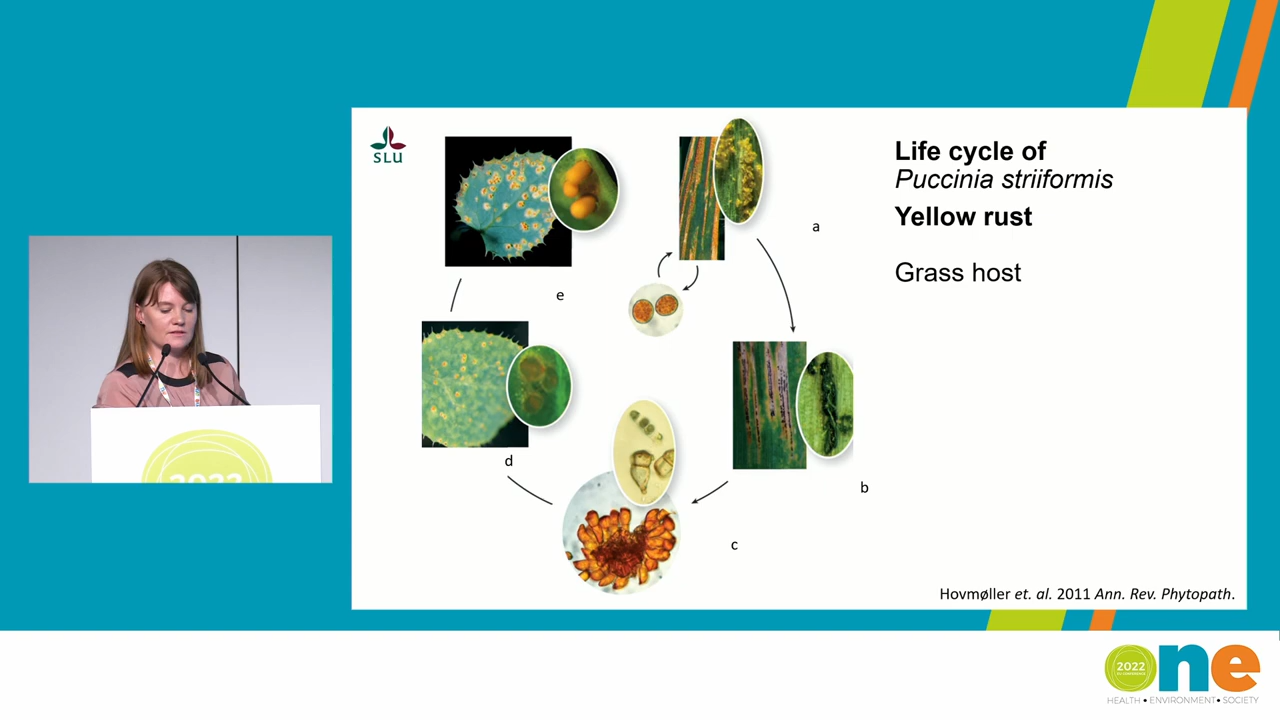 SLU
Life cycle of
Puccinia striiformis
Yellow rust
Grass host
a
e
d
b
c
Hovmøller et. al. 2011 Ann. Rev. Phytopath.
2022
2022
one
HEALTH • ENVIRONMENT • SOCIETY